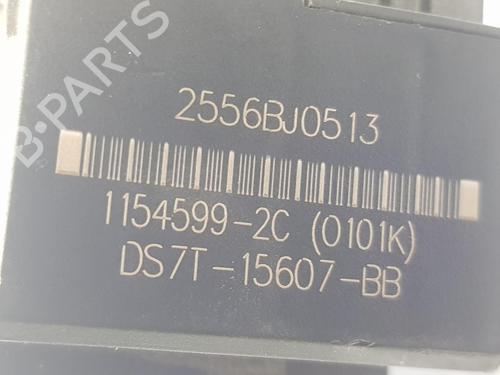 B-PARTS
2556BJ0513
1154599-2C (0101K)
DS7T-15607-BB